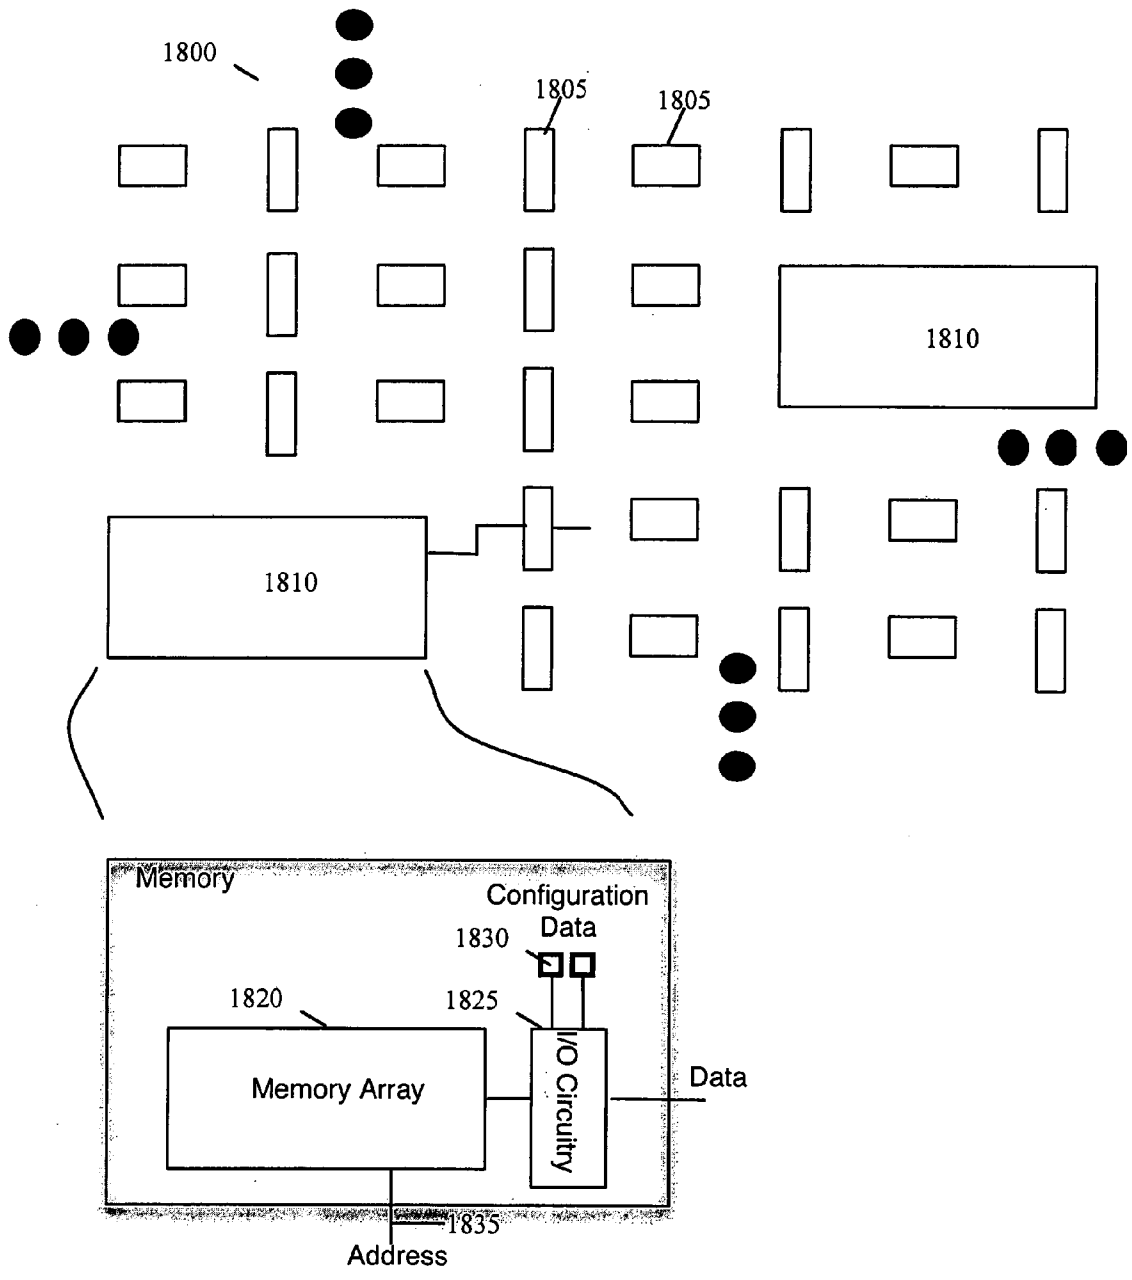 1800
1805
1805
1810
1810
Memory
Configuration
Data
1830
1820
1825
Memory Array
I/O Circuitry
Data
1835
Address